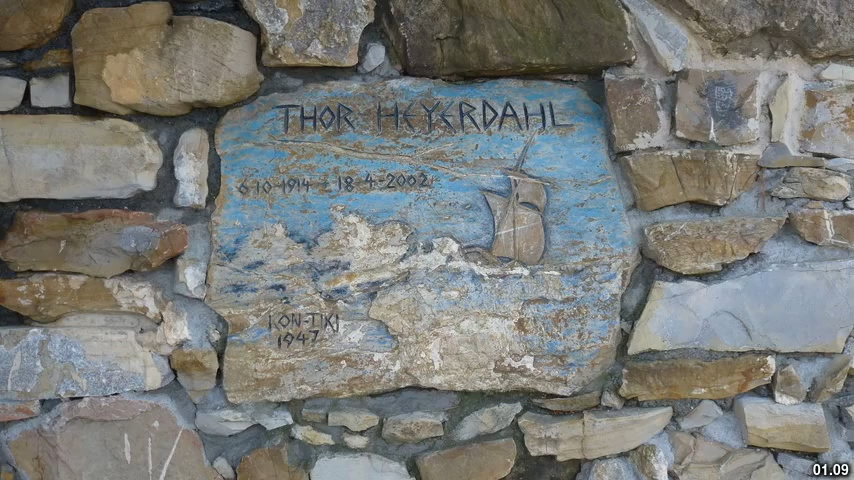 THOR HEYERDAHL
6·10·1914 - 18·4·2002
KON-TIKI
1947
01.09